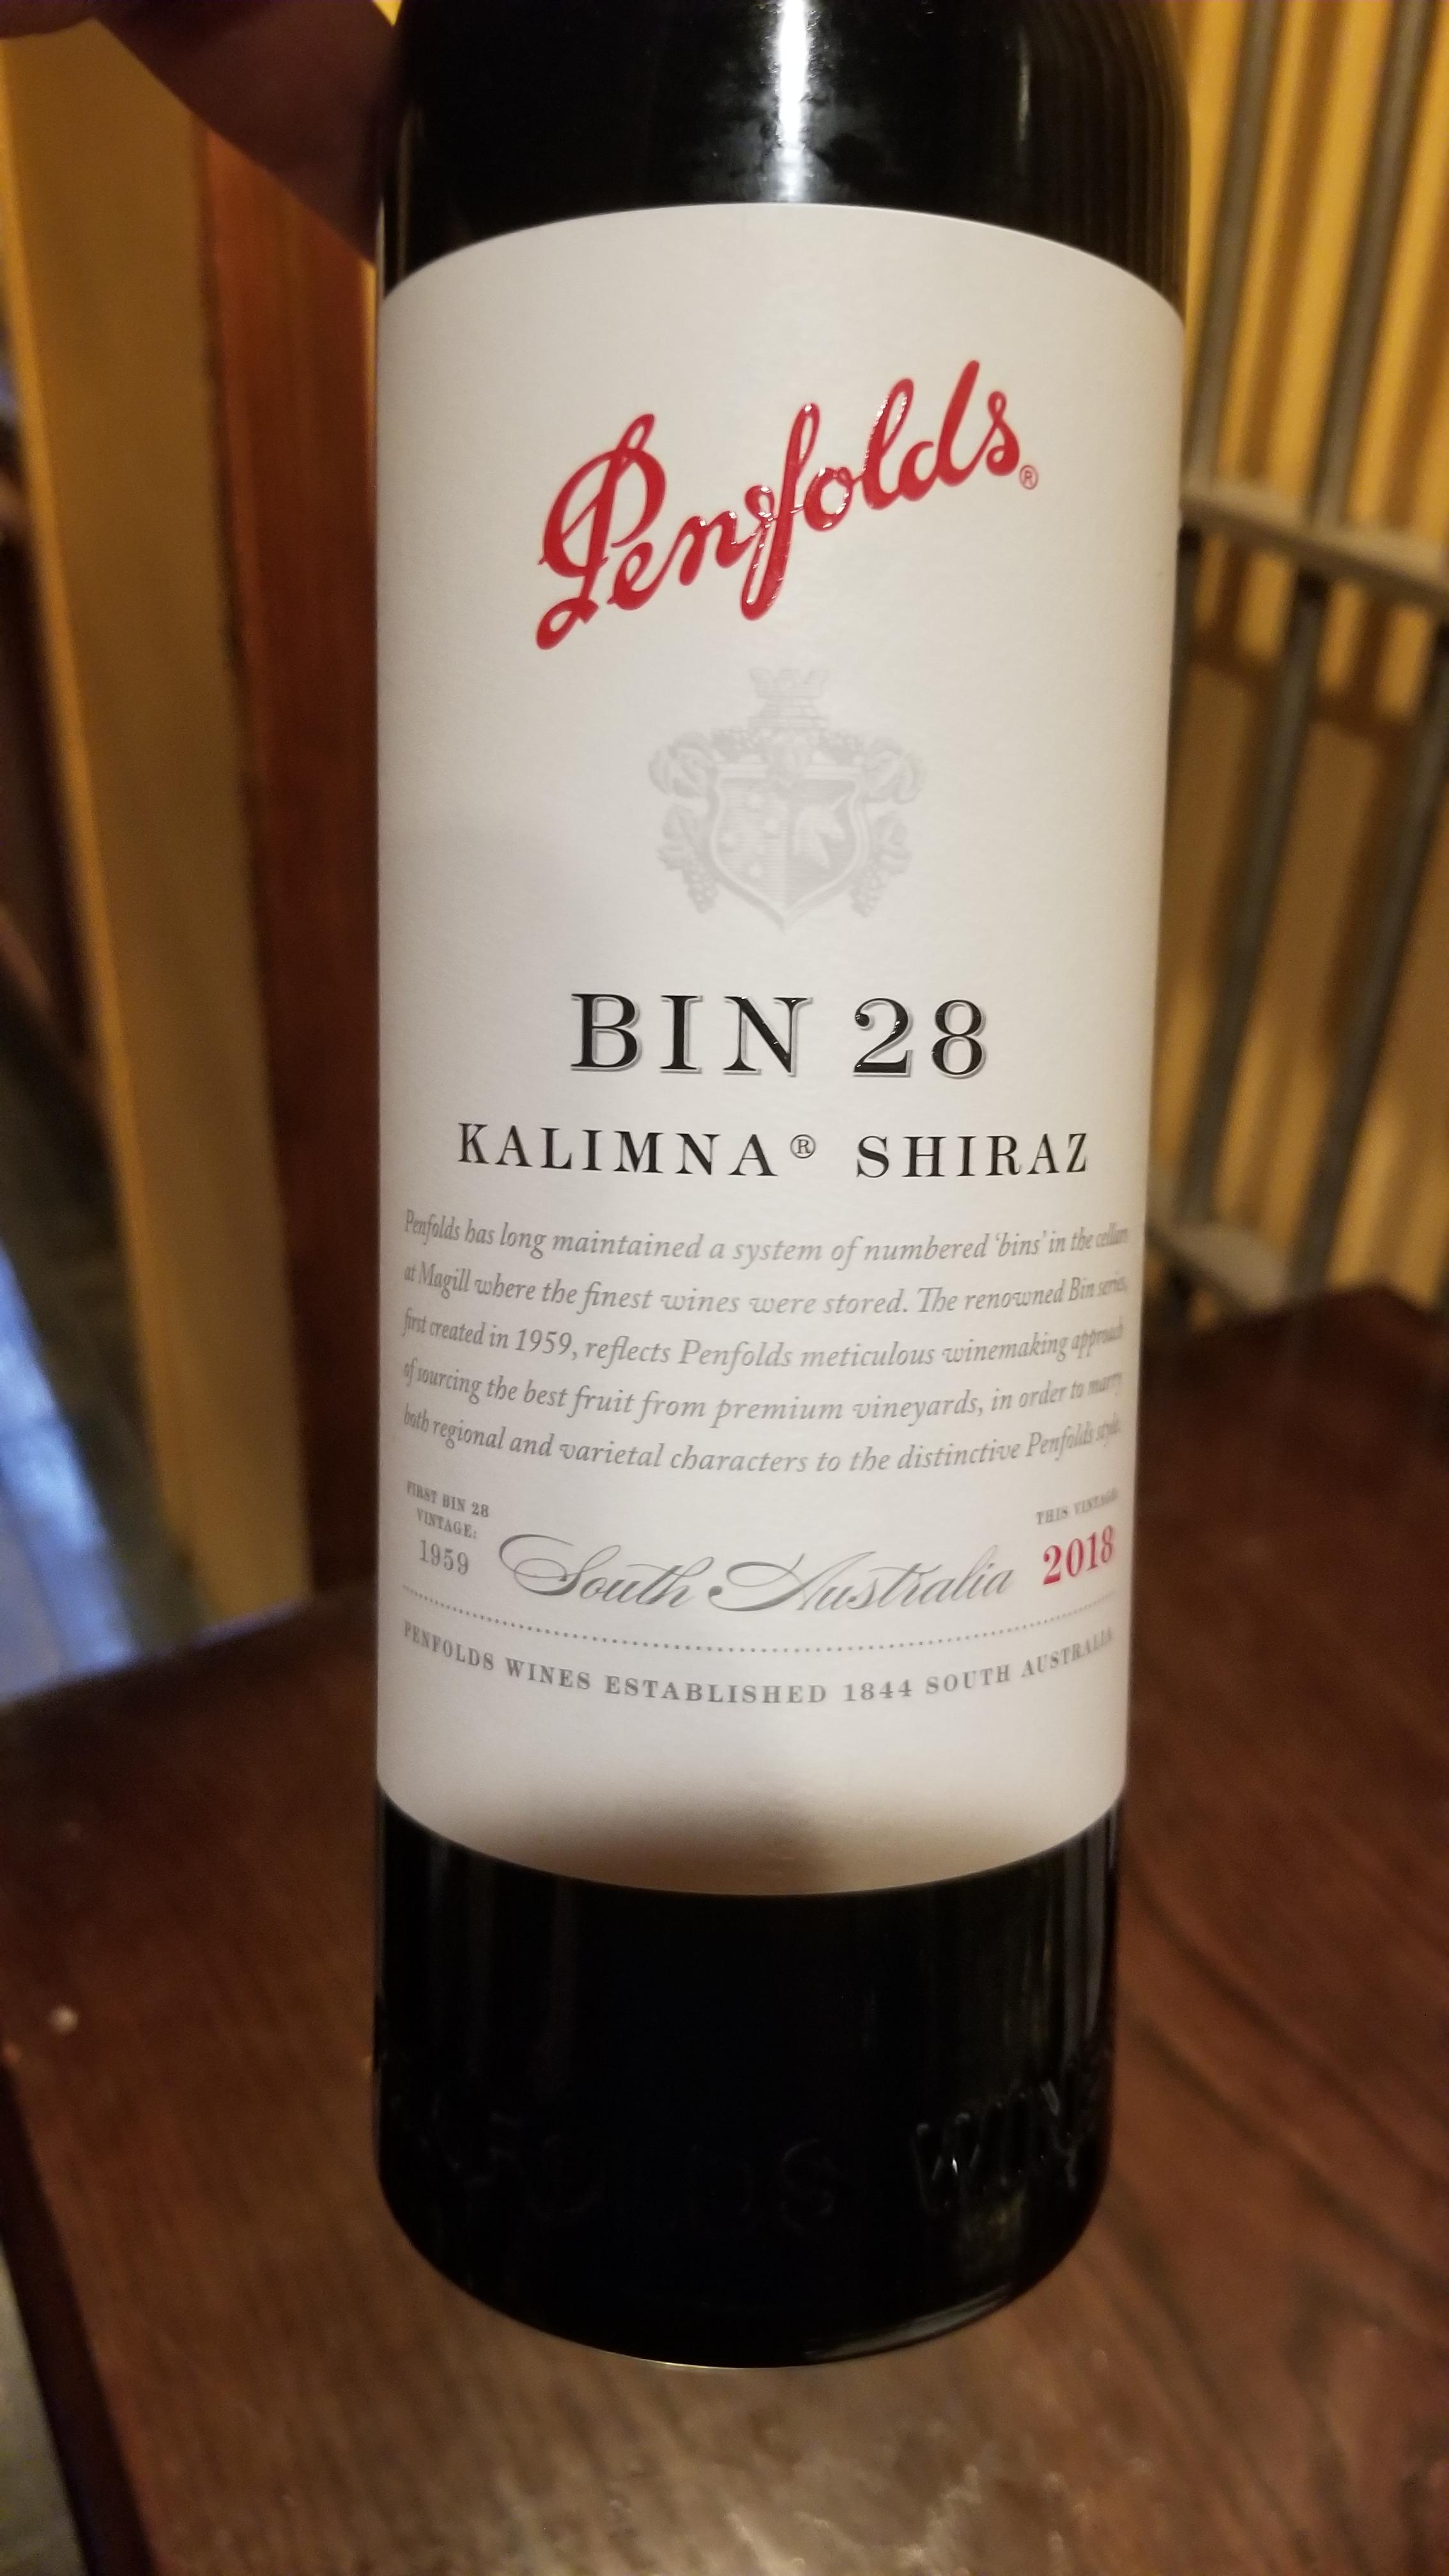 Penfolds®
BIN 28
KALIMNA® SHIRAZ
Penfolds has long maintained a system of numbered ‘bins’ in the cellars
at Magill where the finest wines were stored. The renowned Bin series,
first created in 1959, reflects Penfolds meticulous winemaking approach
of sourcing the best fruit from premium vineyards, in order to marry
both regional and varietal characters to the distinctive Penfolds style.
FIRST BIN 28
VINTAGE:
1959
South Australia
THIS VINTAGE:
2018
PENFOLDS WINES ESTABLISHED 1844 SOUTH AUSTRALIA